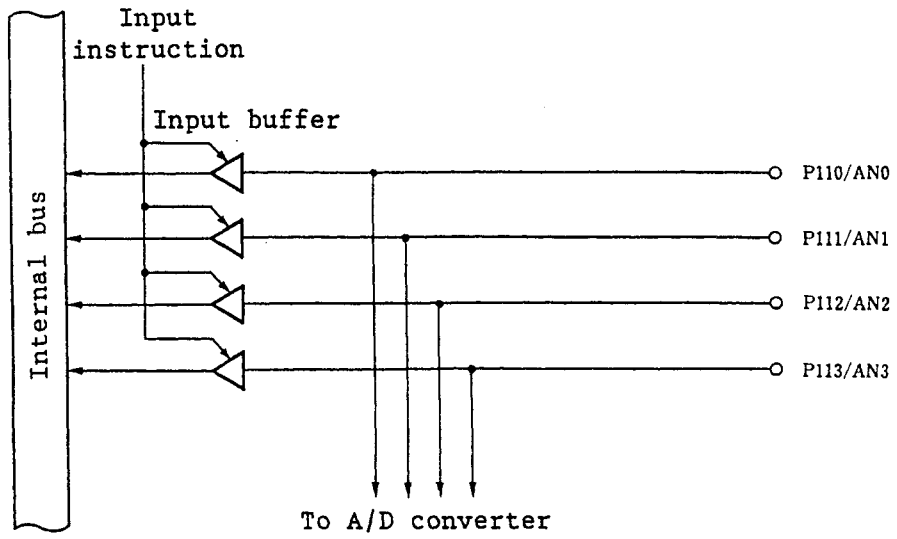 Input
instruction
Input buffer
P110/AN0
P111/AN1
P112/AN2
P113/AN3
Internal bus
To A/D converter